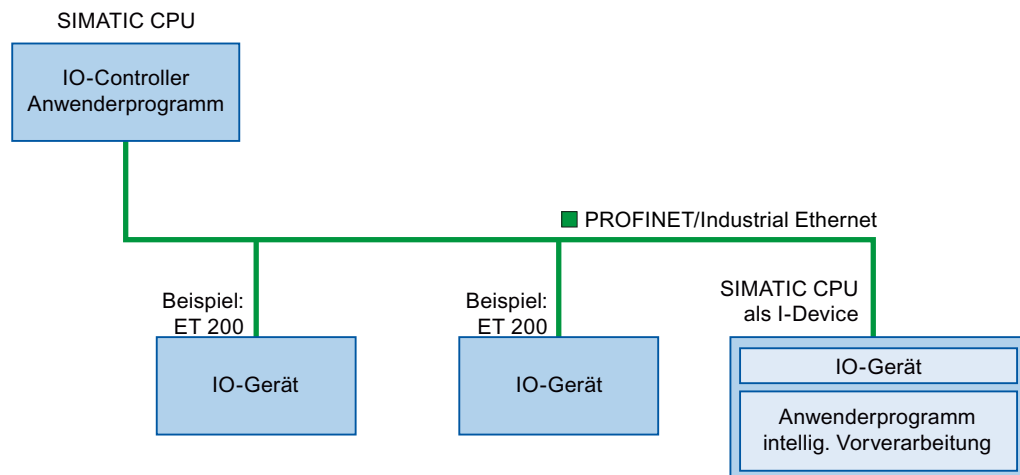 SIMATIC CPU
IO-Controller
Anwenderprogramm
PROFINET/Industrial Ethernet
Beispiel:
ET 200
IO-Gerät
Beispiel:
ET 200
IO-Gerät
SIMATIC CPU
als I-Device
IO-Gerät
Anwenderprogramm
intellig. Vorverarbeitung